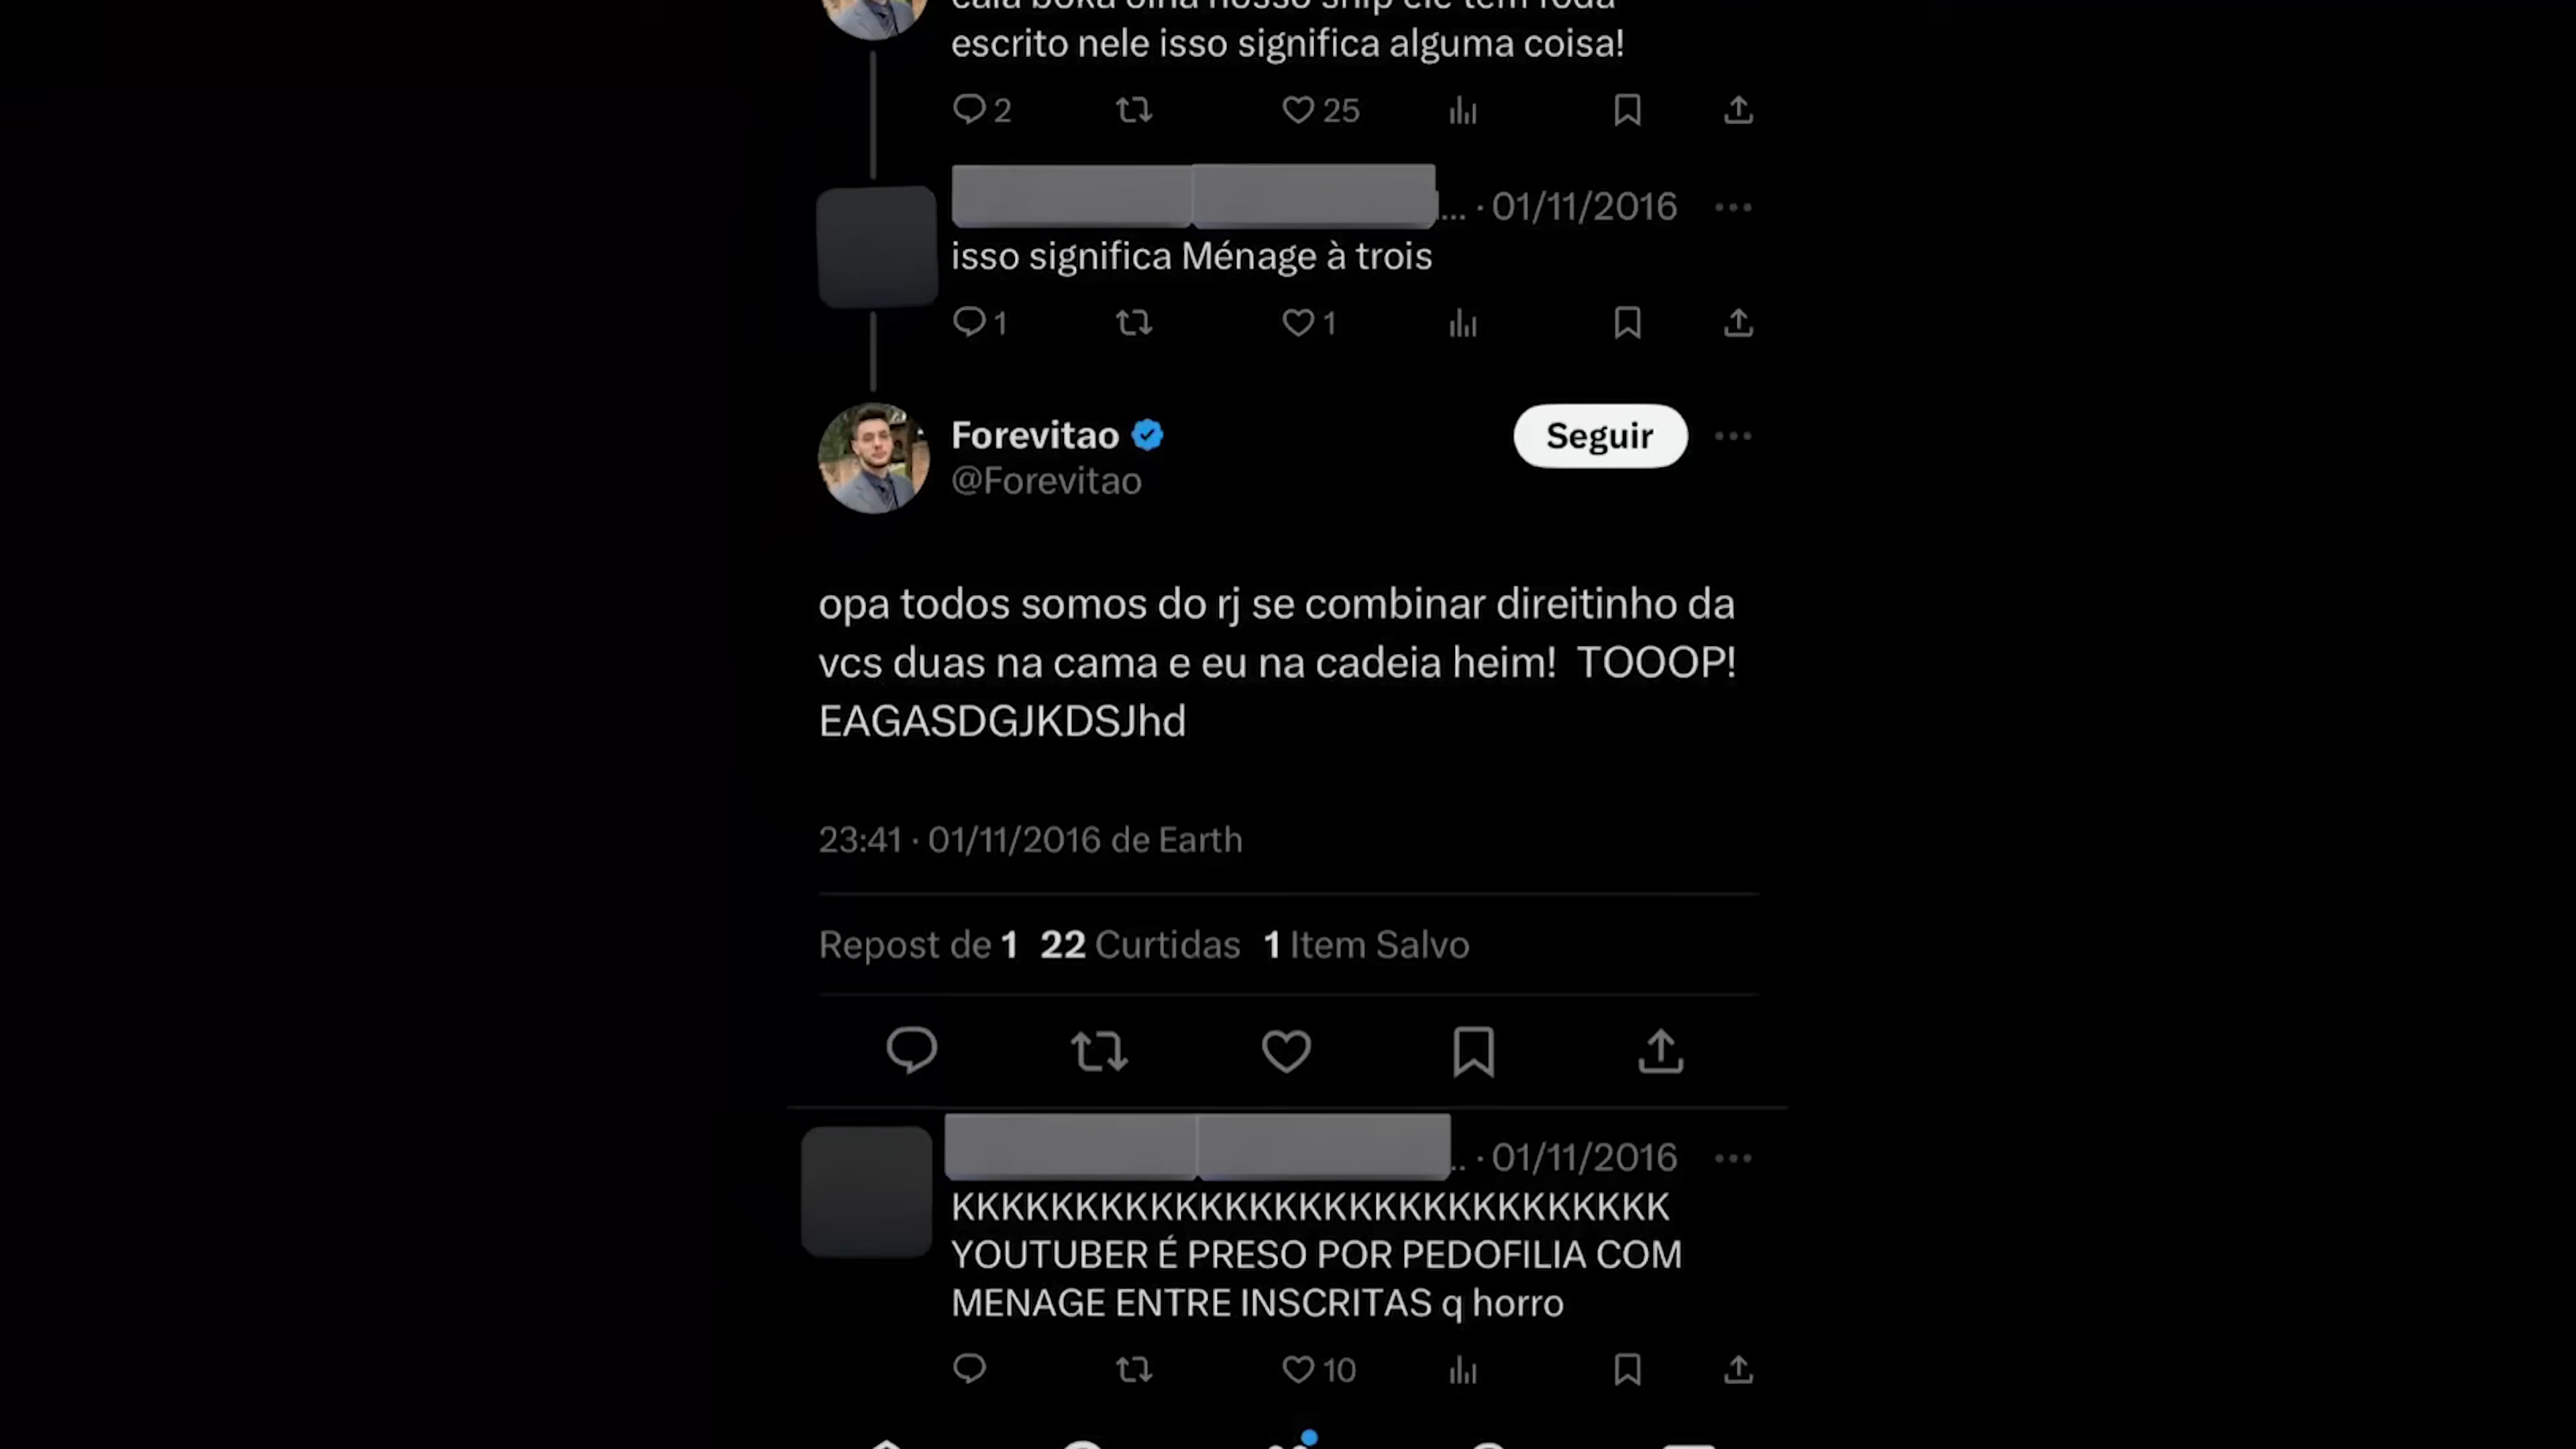 escrito nele isso significa alguma coisa!
2 25
... · 01/11/2016
isso significa Ménage à trois
1 1
Forevitao
Seguir
@Forevitao
opa todos somos do rj se combinar direitinho da
vcs duas na cama e eu na cadeia heim! TOOOP!
EAGASDGJKDSJhd
23:41 · 01/11/2016 de Earth
Repost de 1 22 Curtidas 1 Item Salvo
.. · 01/11/2016
KKKKKKKKKKKKKKKKKKKKKKKKKKKKK
YOUTUBER É PRESO POR PEDOFILIA COM
MENAGE ENTRE INSCRITAS q horro
10